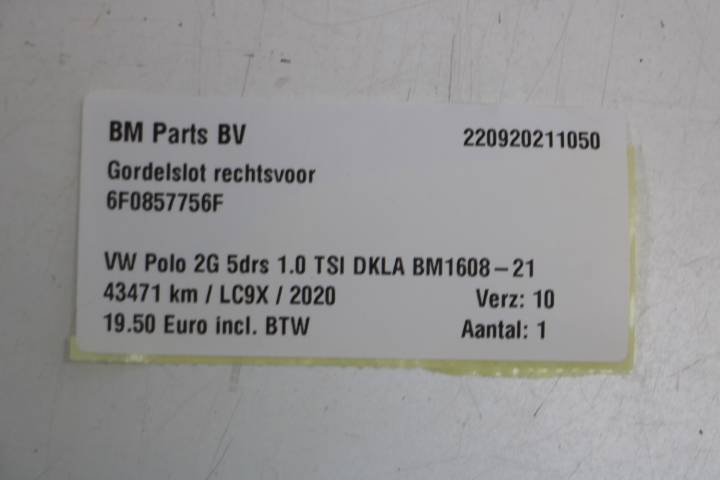 BM Parts BV 220920211050
Gordelslot rechtsvoor
6F0857756F
VW Polo 2G 5drs 1.0 TSI DKLA BM1608-21
43471 km / LC9X / 2020 Verz: 10
19.50 Euro incl. BTW Aantal: 1